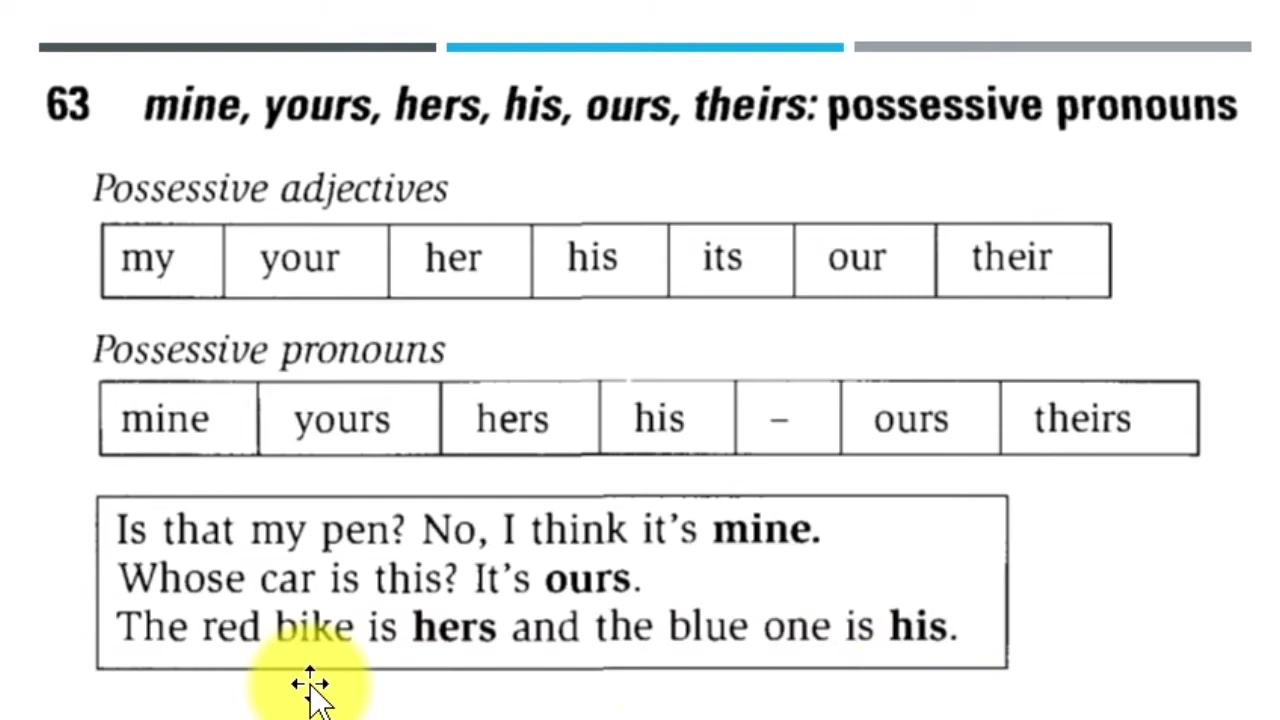 63 mine, yours, hers, his, ours, theirs: possessive pronouns
Possessive adjectives
my your her his its our their
Possessive pronouns
mine yours hers his – ours theirs
Is that my pen? No, I think it's mine.
Whose car is this? It's ours.
The red bike is hers and the blue one is his.